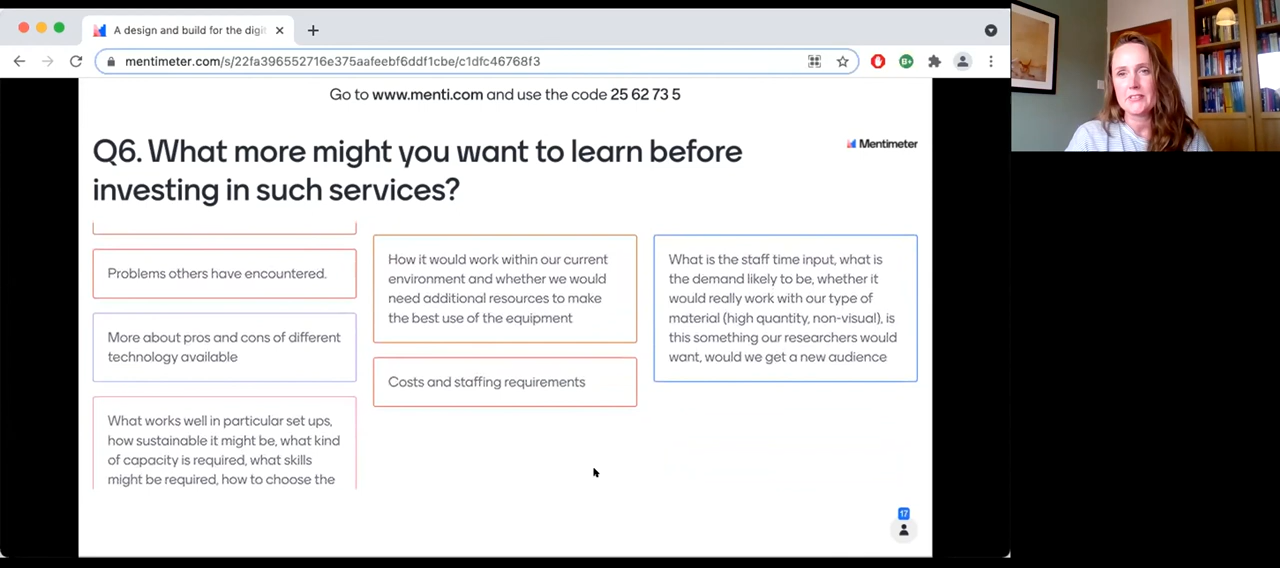 A design and build for the digit
mentimeter.com/s/22fa396552716e375aafeebf6ddf1cbe/c1dfc46768f3
Go to www.menti.com and use the code 25 62 73 5
Q6. What more might you want to learn before
investing in such services?
Mentimeter
Problems others have encountered.
More about pros and cons of different
technology available
What works well in particular set ups,
how sustainable it might be, what kind
of capacity is required, what skills
might be required, how to choose the
How it would work within our current
environment and whether we would
need additional resources to make
the best use of the equipment
Costs and staffing requirements
What is the staff time input, what is
the demand likely to be, whether it
would really work with our type of
material (high quantity, non-visual), is
this something our researchers would
want, would we get a new audience
17